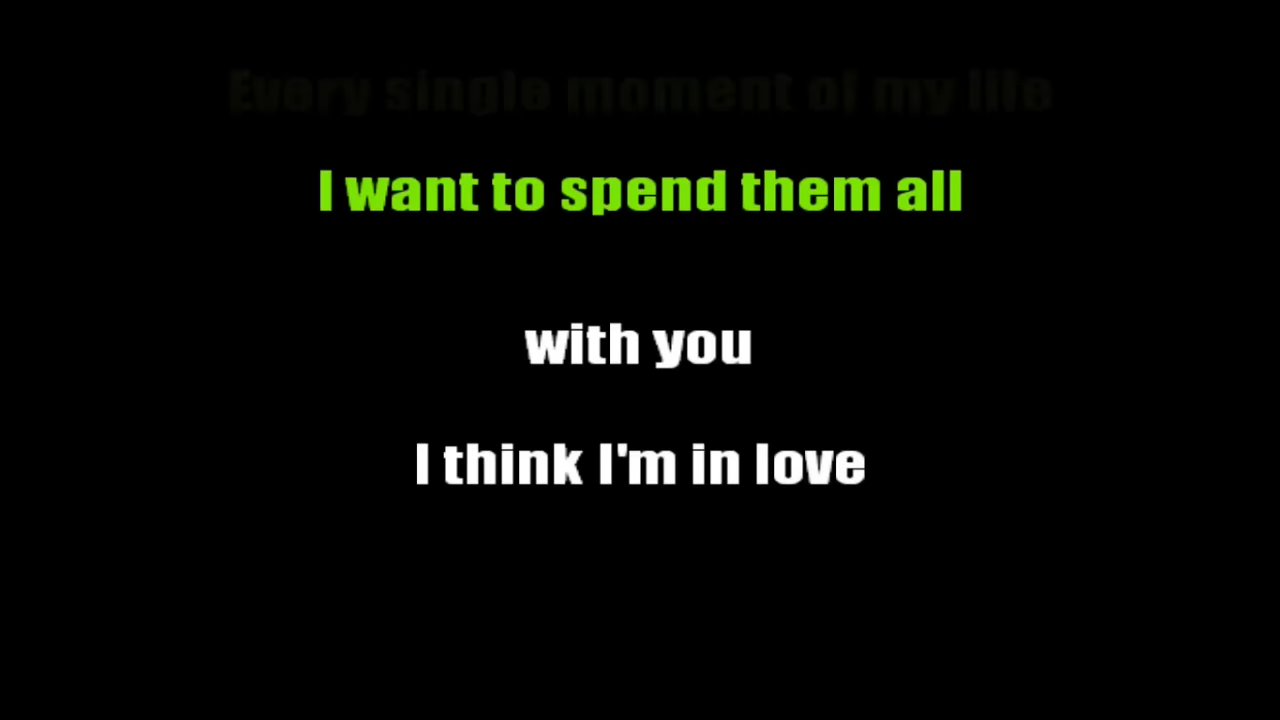 Every single moment of my life
I want to spend them all
with you
I think I'm in love